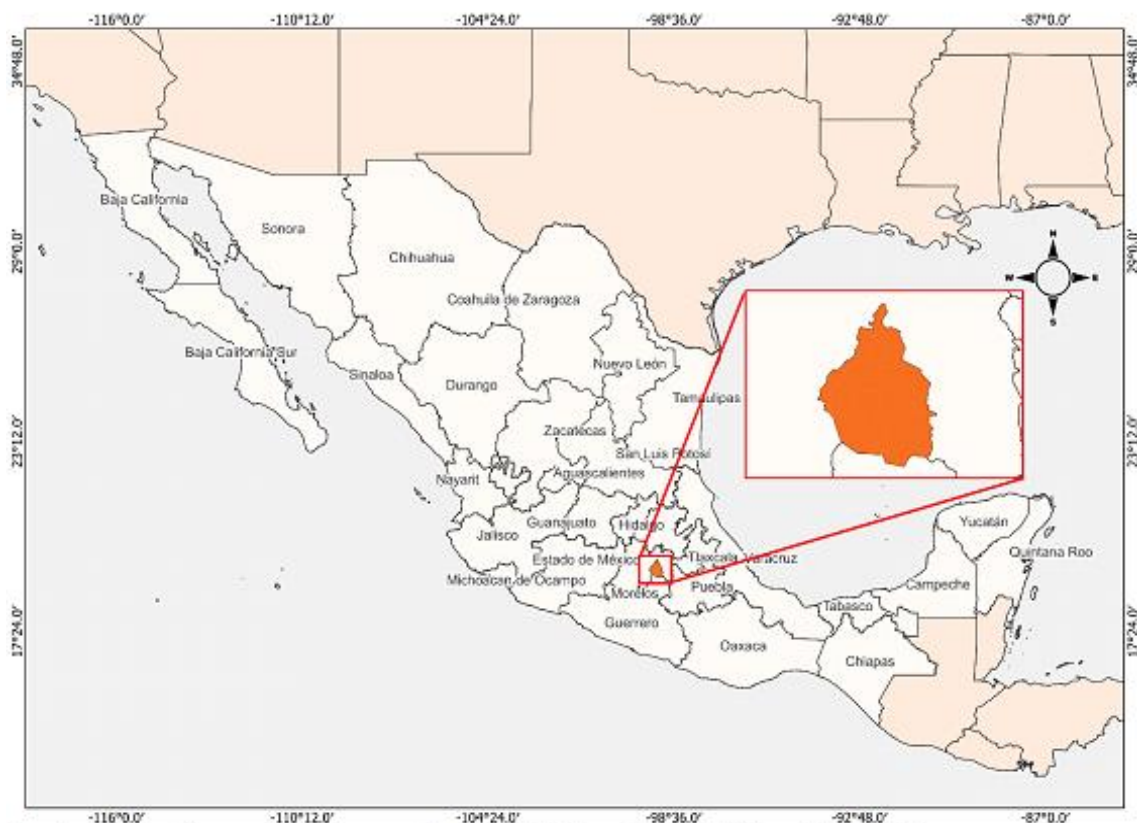 -116°0.0' -110°12.0' -104°24.0' -98°36.0' -92°48.0' -87°0.0'
34°48.0' 34°48.0'
Baja California
Sonora
29°0.0' 29°0.0'
N
Chihuahua
W E
Coahuila de Zaragoza
S
Baja California Sur
Sinaloa
Nuevo León
Durango
Tamaulipas
23°12.0' 23°12.0'
Zacatecas
San Luis Potosí
Aguascalientes
Nayarit
Guanajuato Hidalgo
Yucatán
Jalisco
Estado de México Tlaxcala Veracruz
Quintana Roo
Michoacan de Ocampo
Puebla
Campeche
Morelos
Tabasco
17°24.0' 17°24.0'
Guerrero
Oaxaca
Chiapas
-116°0.0' -110°12.0' -104°24.0' -98°36.0' -92°48.0' -87°0.0'